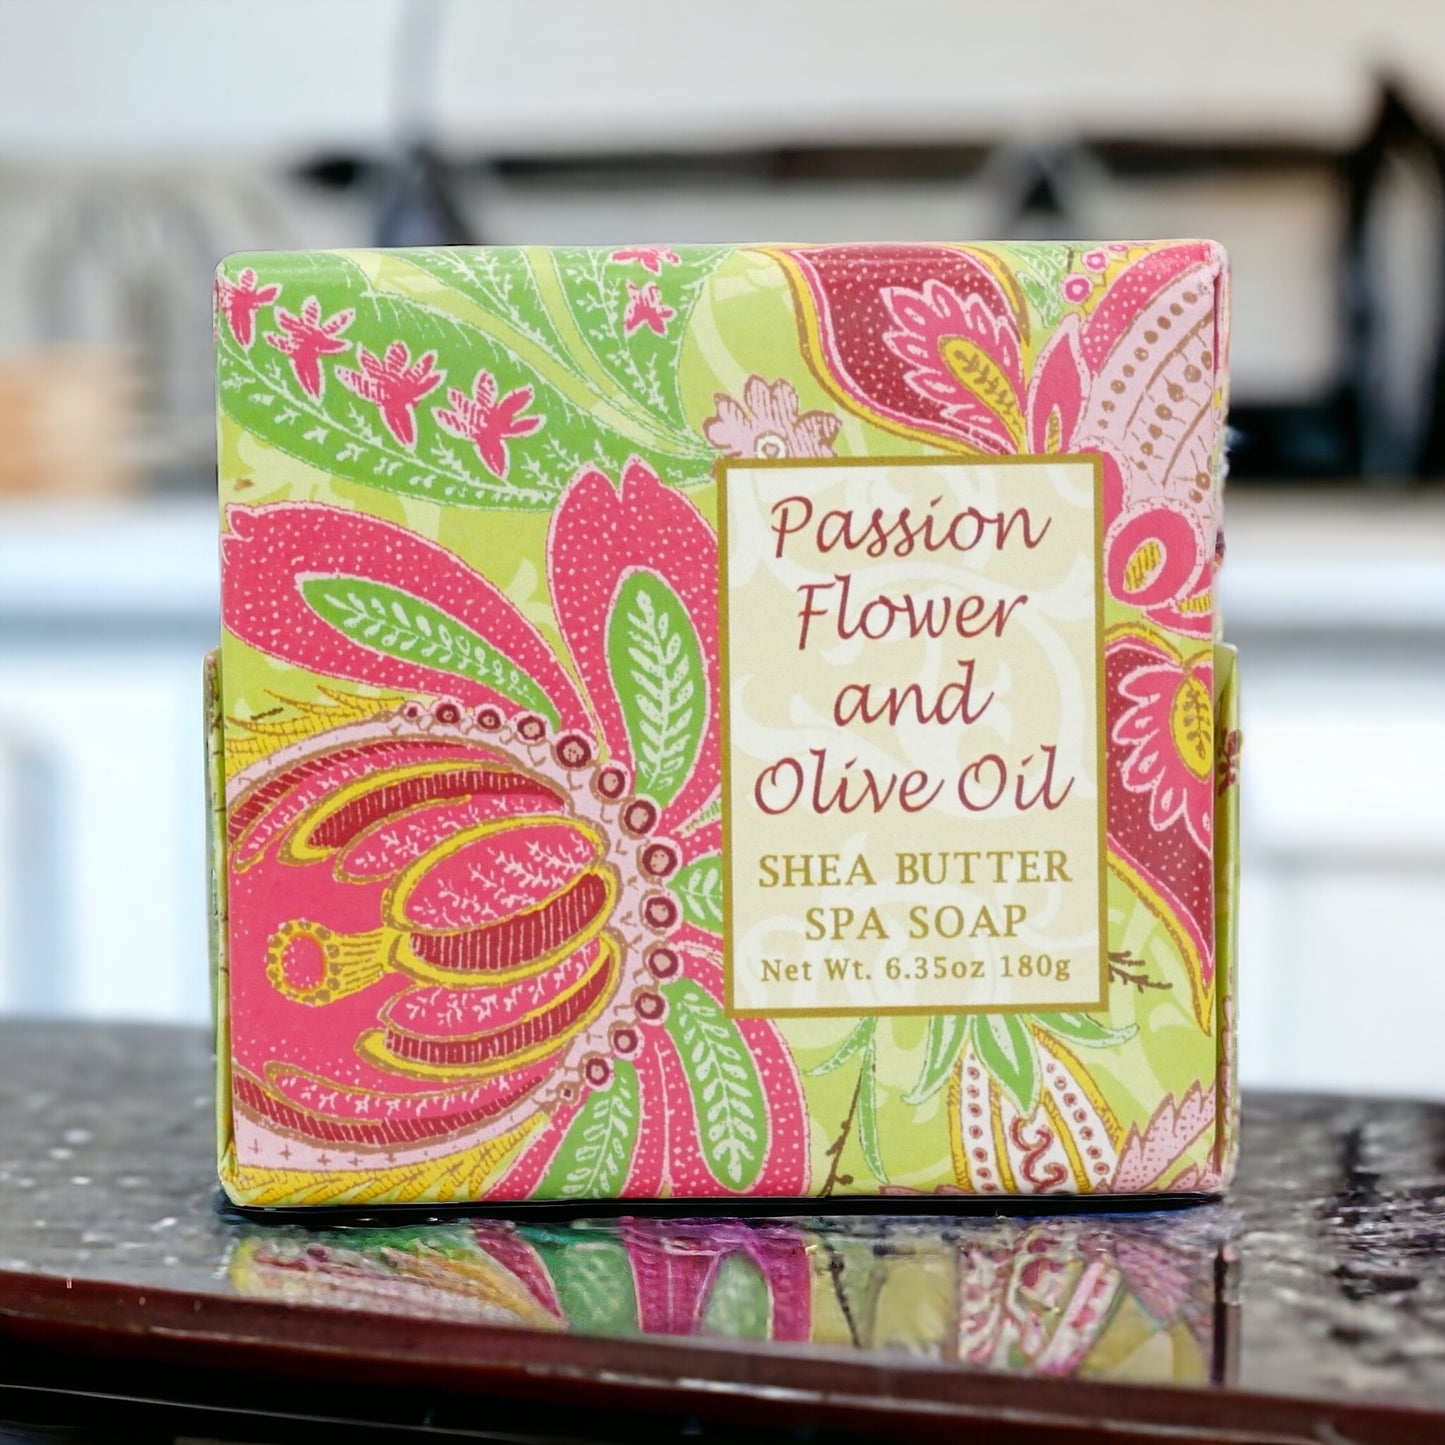 Passion
Flower
and
Olive Oil
SHEA BUTTER
SPA SOAP
Net Wt. 6.35oz 180g